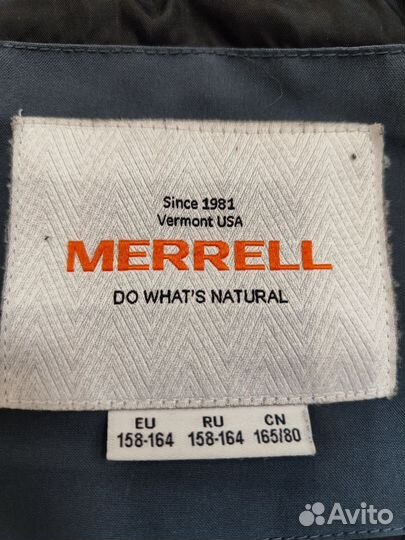 Since 1981
Vermont USA
MERRELL
DO WHAT'S NATURAL
EU RU CN
158-164 158-164 165/80
Avito